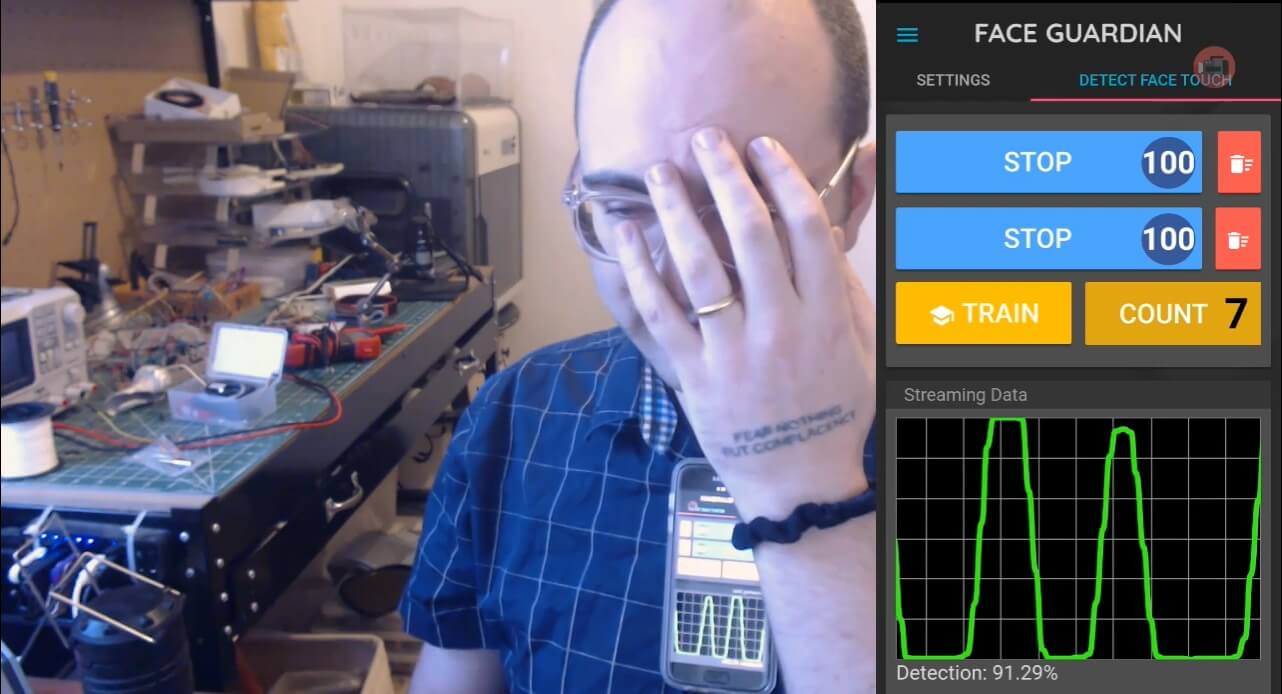 FACE GUARDIAN
SETTINGS
DETECT FACE TOUCH
STOP 100
STOP 100
TRAIN
COUNT 7
Streaming Data
Detection: 91.29%
FEAR NOTHING
BUT COMPLACENCY